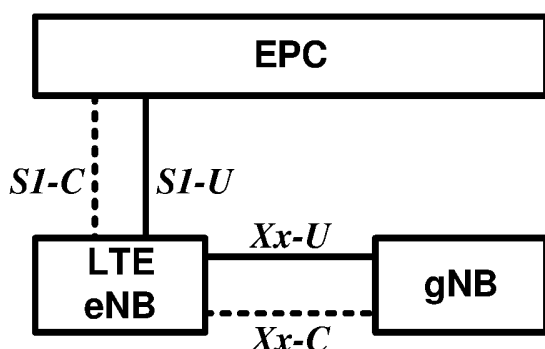 EPC
S1-C
S1-U
LTE
eNB
Xx-U
Xx-C
gNB